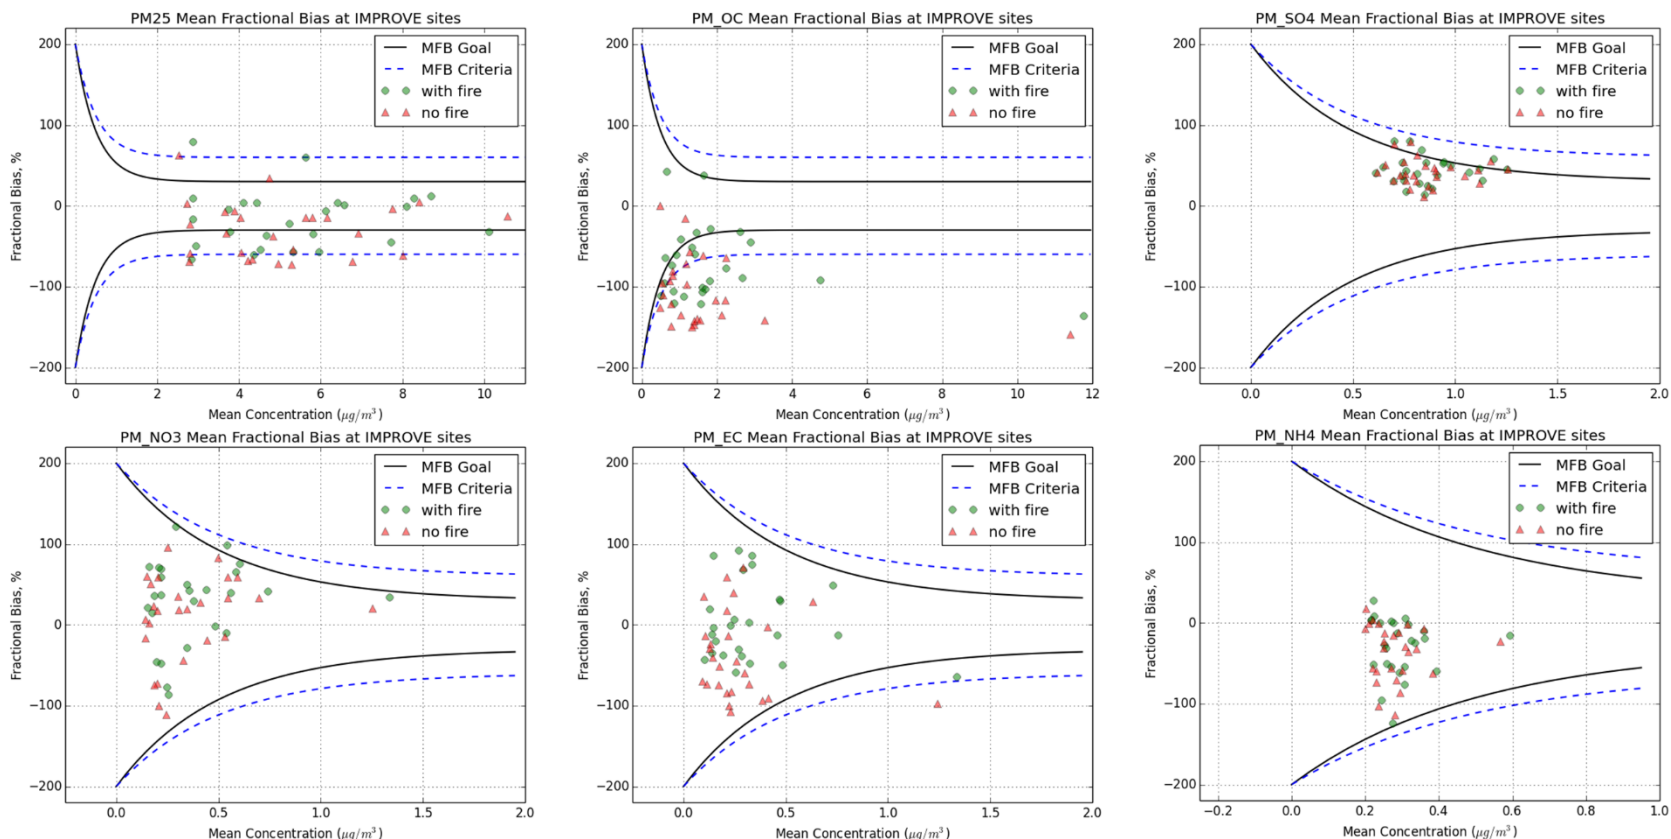 PM25 Mean Fractional Bias at IMPROVE sites
200
100
0
−100
−200
Fractional Bias, %
MFB Goal
MFB Criteria
with fire
no fire
0 2 4 6 8 10
Mean Concentration (μg/m³)
PM_OC Mean Fractional Bias at IMPROVE sites
200
100
0
−100
−200
Fractional Bias, %
MFB Goal
MFB Criteria
with fire
no fire
0 2 4 6 8 10 12
Mean Concentration (μg/m³)
PM_SO4 Mean Fractional Bias at IMPROVE sites
200
100
0
−100
−200
Fractional Bias, %
MFB Goal
MFB Criteria
with fire
no fire
0.0 0.5 1.0 1.5 2.0
Mean Concentration (μg/m³)
PM_NO3 Mean Fractional Bias at IMPROVE sites
200
100
0
−100
−200
Fractional Bias, %
MFB Goal
MFB Criteria
with fire
no fire
0.0 0.5 1.0 1.5 2.0
Mean Concentration (μg/m³)
PM_EC Mean Fractional Bias at IMPROVE sites
200
100
0
−100
−200
Fractional Bias, %
MFB Goal
MFB Criteria
with fire
no fire
0.0 0.5 1.0 1.5 2.0
Mean Concentration (μg/m³)
PM_NH4 Mean Fractional Bias at IMPROVE sites
200
100
0
−100
−200
Fractional Bias, %
MFB Goal
MFB Criteria
with fire
no fire
−0.2 0.0 0.2 0.4 0.6 0.8 1.0
Mean Concentration (μg/m³)